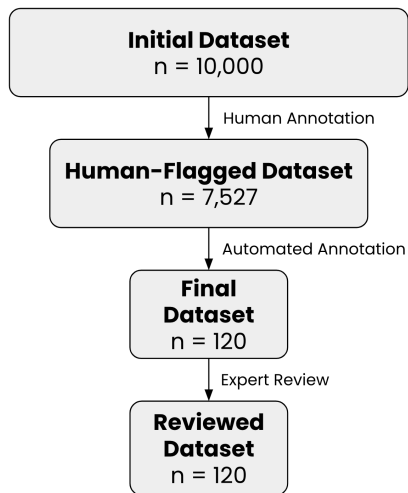 Initial Dataset
n = 10,000
Human Annotation
Human-Flagged Dataset
n = 7,527
Automated Annotation
Final
Dataset
n = 120
Expert Review
Reviewed
Dataset
n = 120